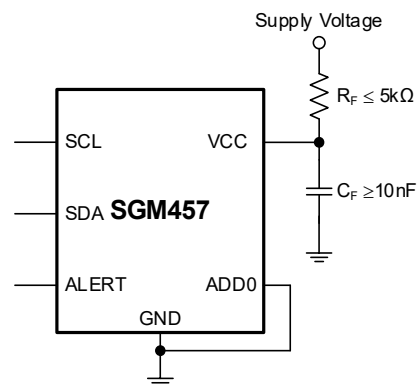 Supply Voltage
R_F ≤ 5kΩ
SCL
VCC
C_F ≥10nF
SDA
SGM457
ALERT
ADD0
GND